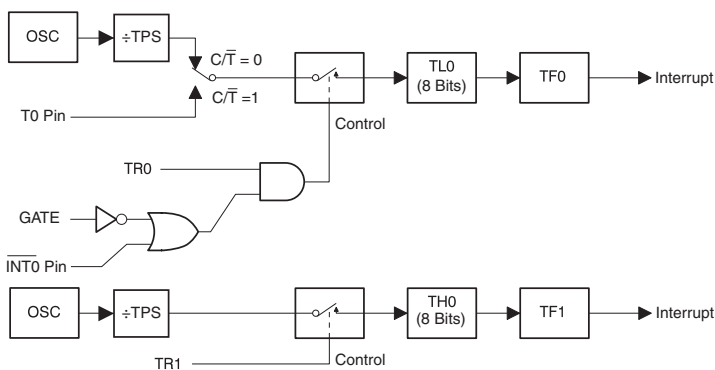 OSC
÷TPS
C/T̅ = 0
TL0
(8 Bits)
TF0
Interrupt
C/T̅ =1
T0 Pin
Control
TR0
GATE
I̅N̅T̅0̅ Pin
OSC
÷TPS
TH0
(8 Bits)
TF1
Interrupt
TR1
Control